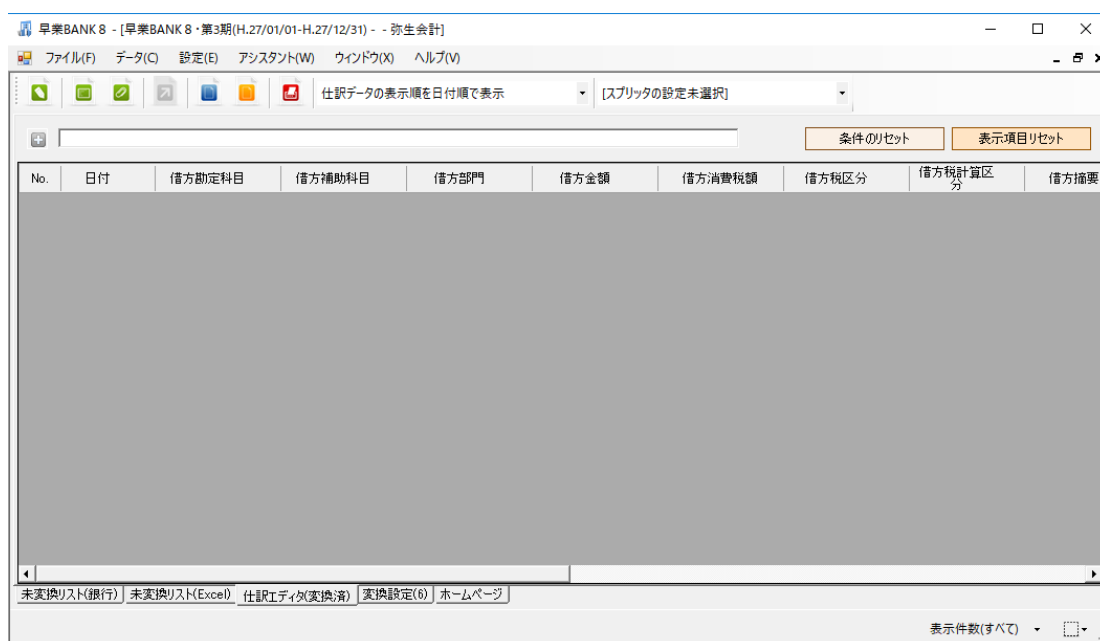 早業BANK 8 - [早業BANK 8・第3期(H.27/01/01-H.27/12/31) - - 弥生会計]
ファイル(F) データ(C) 設定(E) アシスタント(W) ウィンドウ(X) ヘルプ(V)
仕訳データの表示順を日付順で表示 [スプリッタの設定未選択]
条件のリセット 表示項目リセット
No. 日付 借方勘定科目 借方補助科目 借方部門 借方金額 借方消費税額 借方税区分 借方税計算区分 借方摘要
未変換リスト(銀行) 未変換リスト(Excel) 仕訳エディタ(変換済) 変換設定(6) ホームページ
表示件数(すべて)